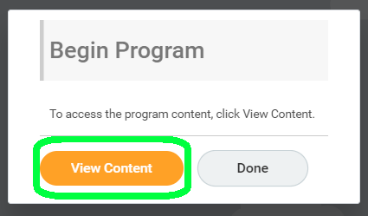 Begin Program
To access the program content, click View Content.
View Content
Done